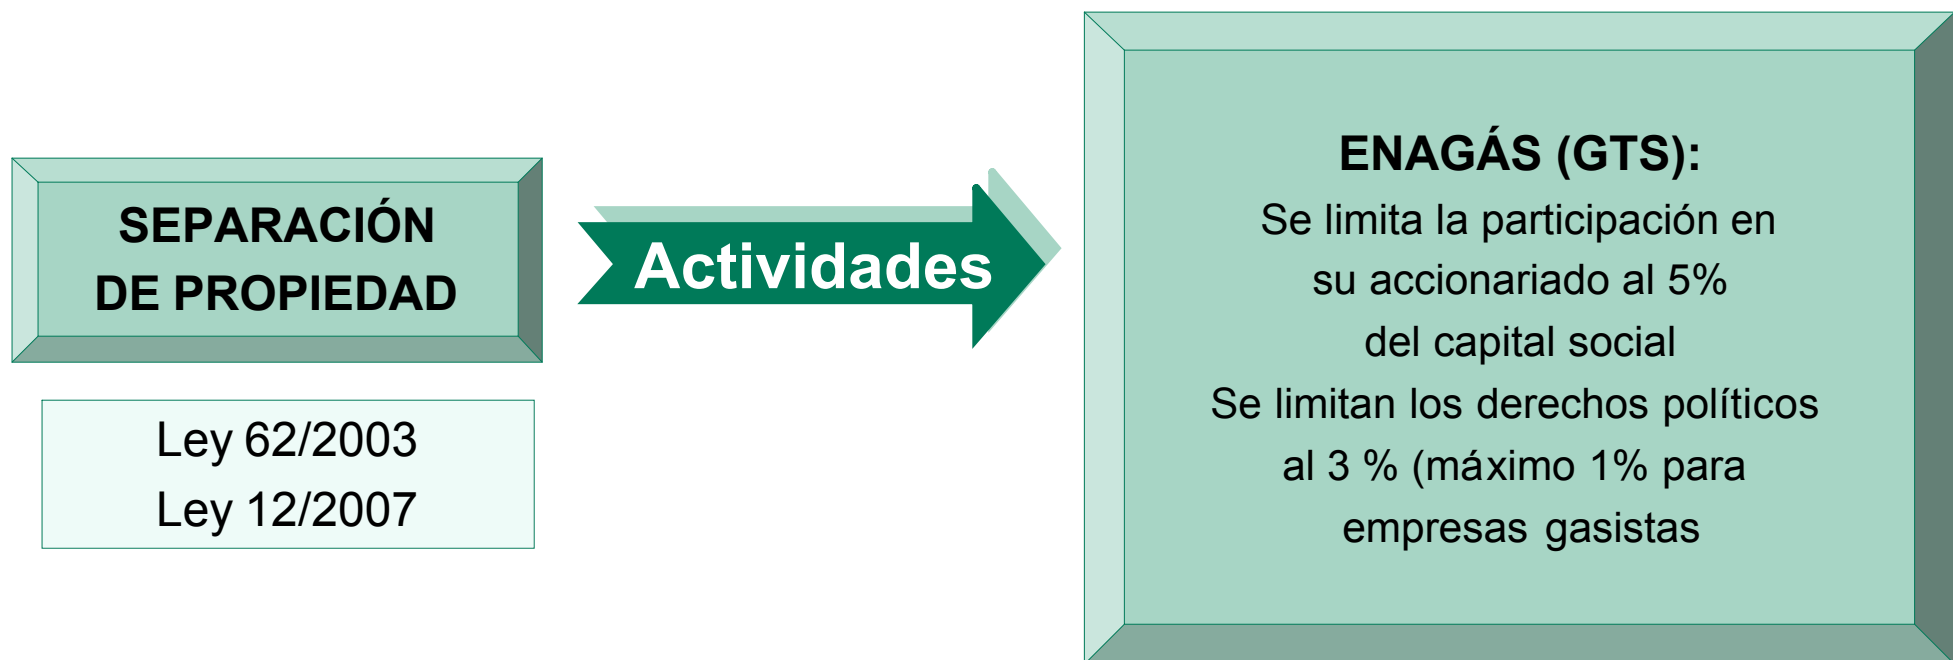 SEPARACIÓN
DE PROPIEDAD
Ley 62/2003
Ley 12/2007
Actividades
ENAGÁS (GTS):
Se limita la participación en
su accionariado al 5%
del capital social
Se limitan los derechos políticos
al 3 % (máximo 1% para
empresas gasistas